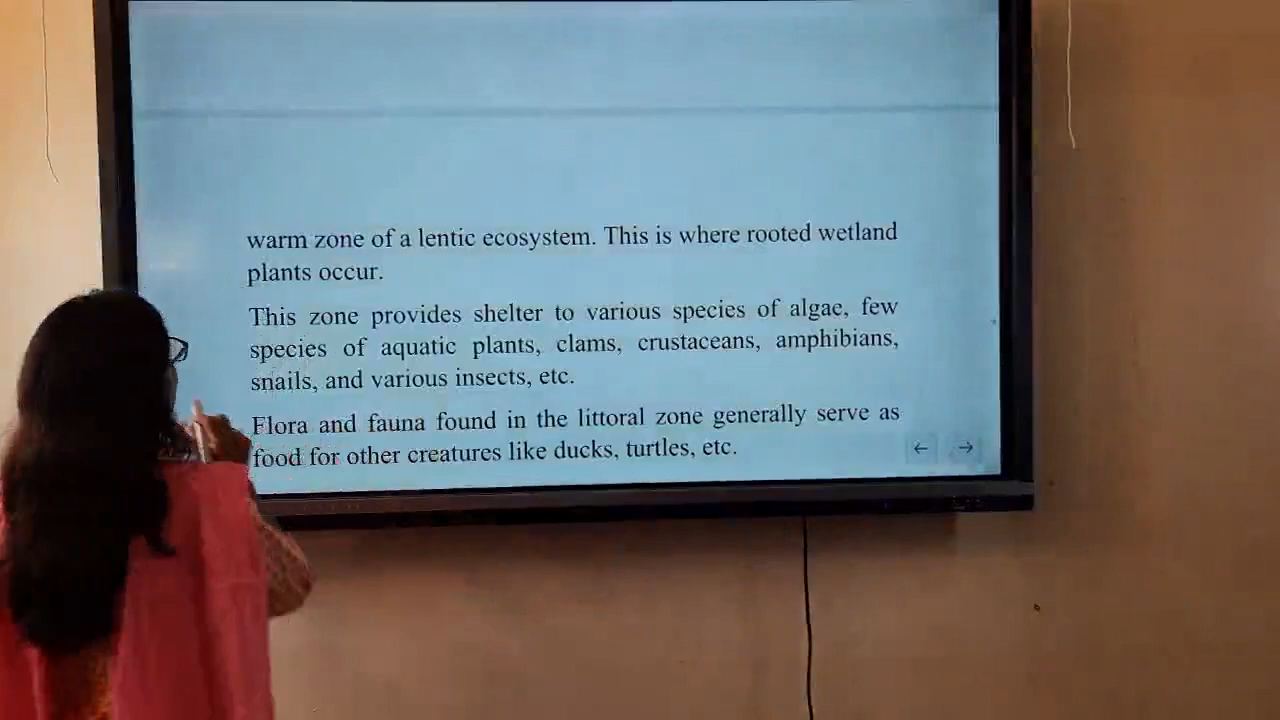 warm zone of a lentic ecosystem. This is where rooted wetland
plants occur.
This zone provides shelter to various species of algae, few
species of aquatic plants, clams, crustaceans, amphibians,
snails, and various insects, etc.
Flora and fauna found in the littoral zone generally serve as
food for other creatures like ducks, turtles, etc.